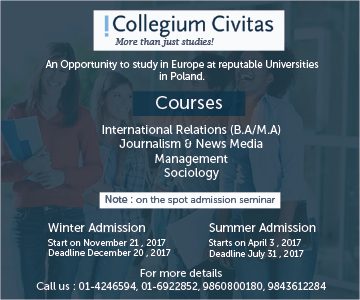 Collegium Civitas
More than just studies!
An Opportunity to study in Europe at reputable Universities
in Poland.
Courses
International Relations (B.A/M.A)
Journalism & News Media
Management
Sociology
Note : on the spot admission seminar
Winter Admission
Start on November 21 , 2017
Deadline December 20 , 2017
Summer Admission
Starts on April 3 , 2017
Deadline July 31 , 2017
For more details
Call us : 01-4246594, 01-6922852, 9860800180, 9843612284